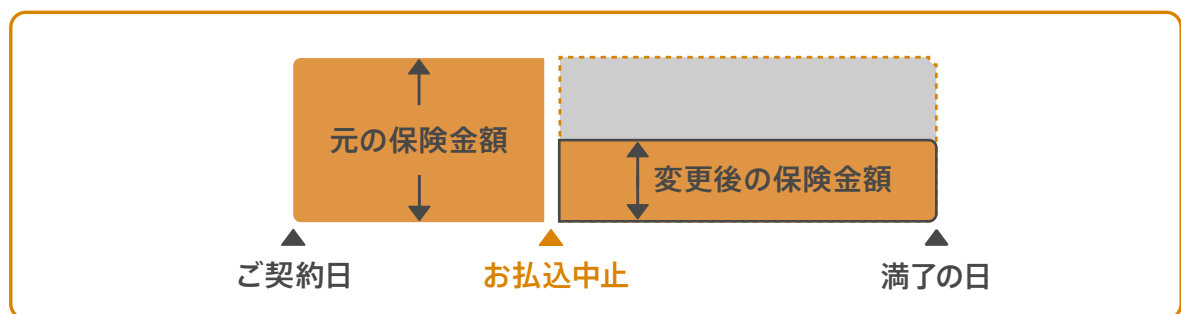 元の保険金額
変更後の保険金額
ご契約日
お払込中止
満了の日